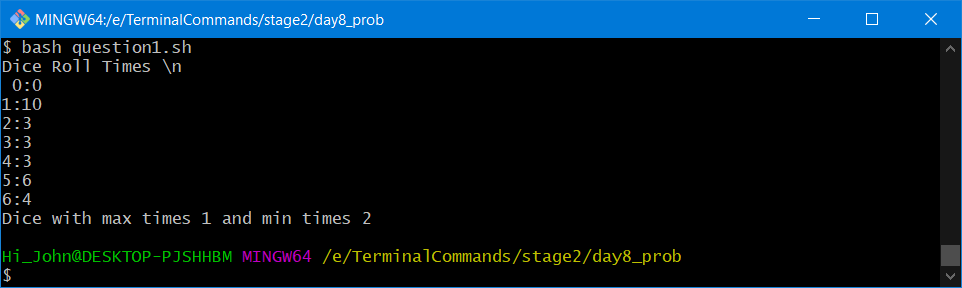 MINGW64:/e/TerminalCommands/stage2/day8_prob
$ bash question1.sh
Dice Roll Times \n
 0:0
1:10
2:3
3:3
4:3
5:6
6:4
Dice with max times 1 and min times 2
Hi_John@DESKTOP-PJSHHBM MINGW64 /e/TerminalCommands/stage2/day8_prob
$